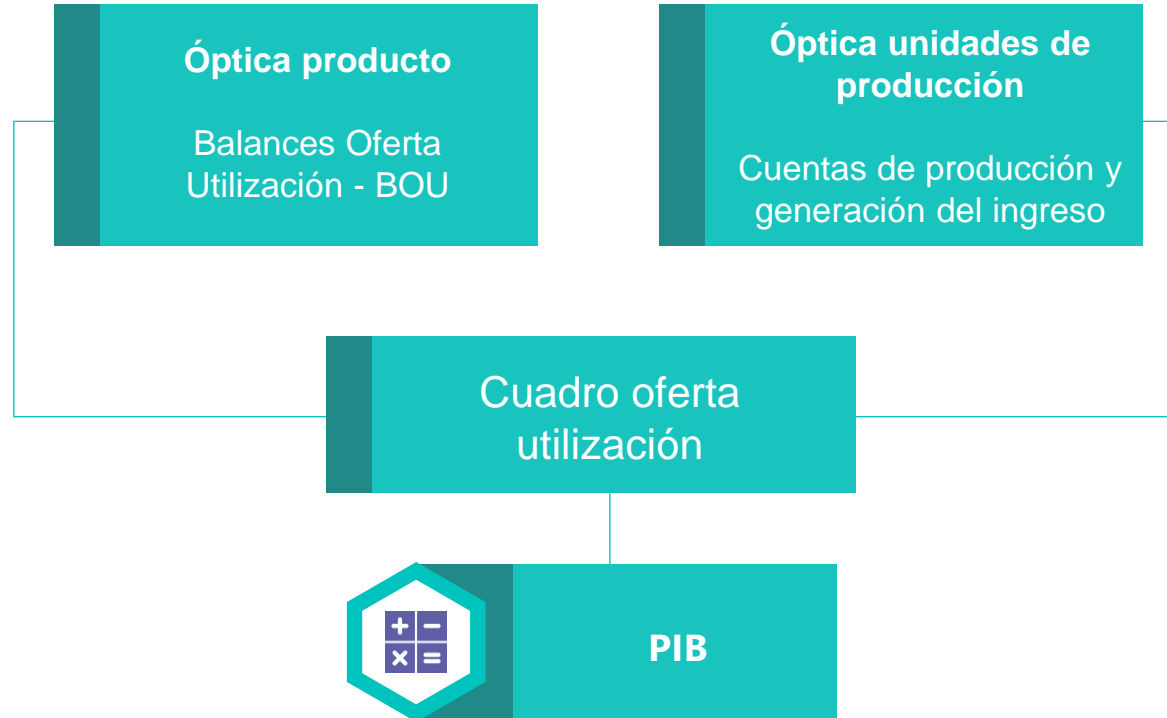 Óptica producto
Balances Oferta
Utilización - BOU
Óptica unidades de
producción
Cuentas de producción y
generación del ingreso
Cuadro oferta
utilización
PIB